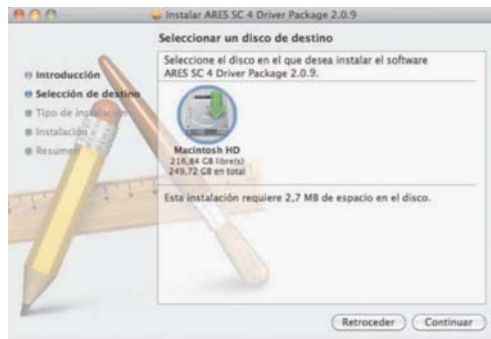 Instalar ARES SC 4 Driver Package 2.0.9
Seleccionar un disco de destino
Introducción
Selección de destino
Tipo de instalación
Instalación
Resumen
Seleccione el disco en el que desea instalar el software
ARES SC 4 Driver Package 2.0.9.
Macintosh HD
216,84 GB libre(s)
249,72 GB en total
Esta instalación requiere 2,7 MB de espacio en el disco.
Retroceder
Continuar